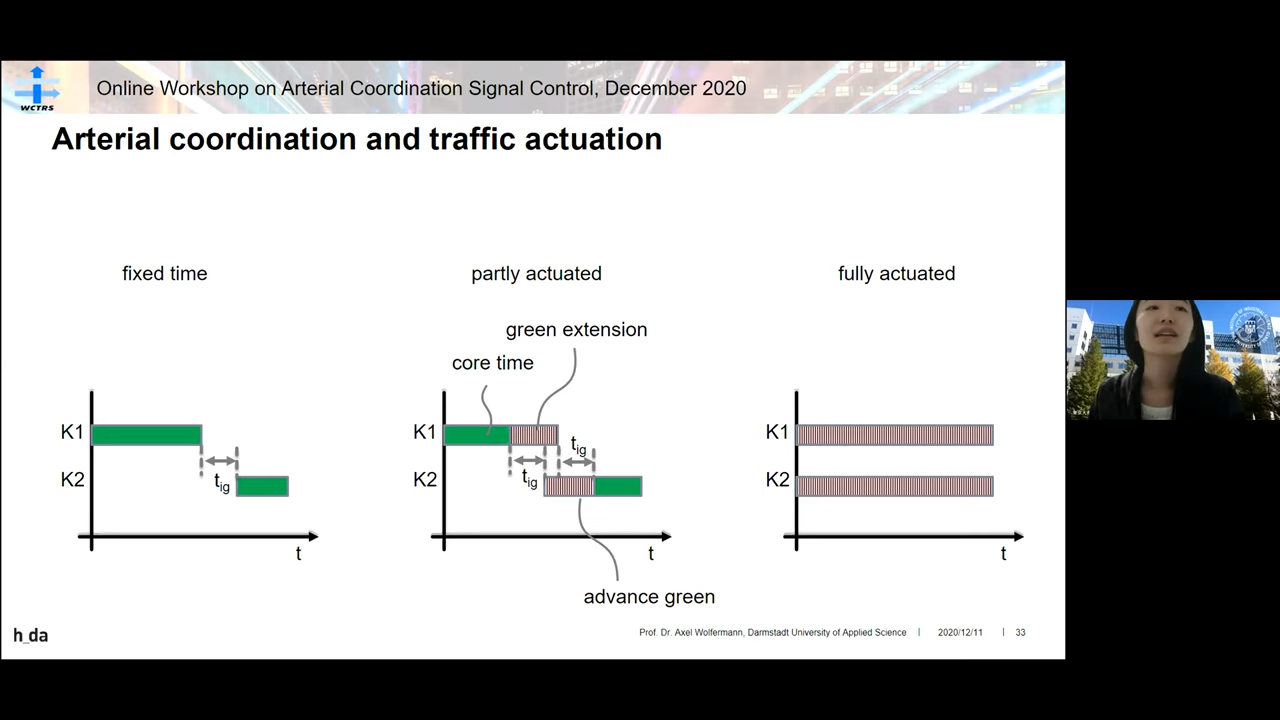 WCTRS
Online Workshop on Arterial Coordination Signal Control, December 2020
Arterial coordination and traffic actuation
fixed time
partly actuated
fully actuated
green extension
core time
K1
K1
K1
tig
K2
tig
K2
tig
K2
t
t
t
advance green
h_da
Prof. Dr. Axel Wolfermann, Darmstadt University of Applied Science | 2020/12/11 | 33